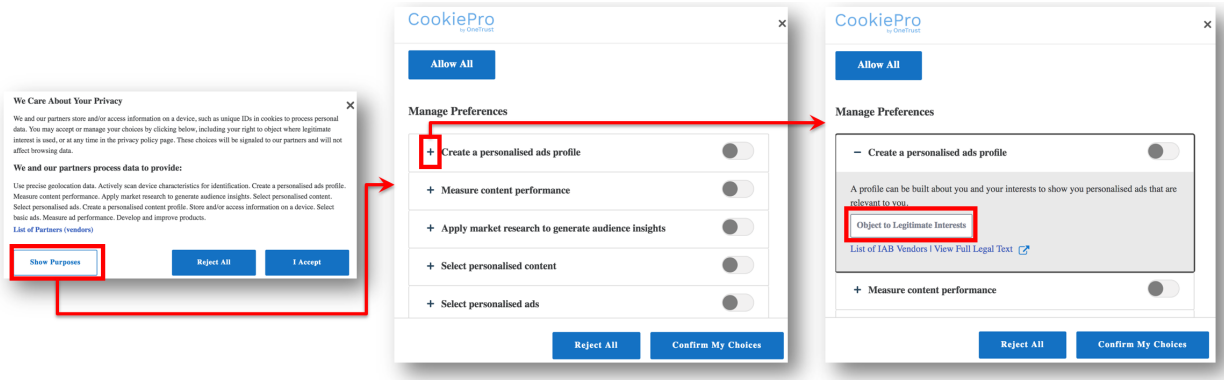 We Care About Your Privacy
We and our partners store and/or access information on a device, such as unique IDs in cookies to process personal
data. You may accept or manage your choices by clicking below, including your right to object where legitimate
interest is used, or at any time in the privacy policy page. These choices will be signaled to our partners and will not
affect browsing data.
We and our partners process data to provide:
Use precise geolocation data. Actively scan device characteristics for identification. Create a personalised ads profile.
Measure content performance. Apply market research to generate audience insights. Select personalised content.
Select personalised ads. Create a personalised content profile. Store and/or access information on a device. Select
basic ads. Measure ad performance. Develop and improve products.
List of Partners (vendors)
Show Purposes
Reject All
I Accept
CookiePro
by OneTrust
Allow All
Manage Preferences
+ Create a personalised ads profile
+ Measure content performance
+ Apply market research to generate audience insights
+ Select personalised content
+ Select personalised ads
Reject All
Confirm My Choices
CookiePro
by OneTrust
Allow All
Manage Preferences
− Create a personalised ads profile
A profile can be built about you and your interests to show you personalised ads that are
relevant to you.
Object to Legitimate Interests
List of IAB Vendors | View Full Legal Text
+ Measure content performance
Reject All
Confirm My Choices